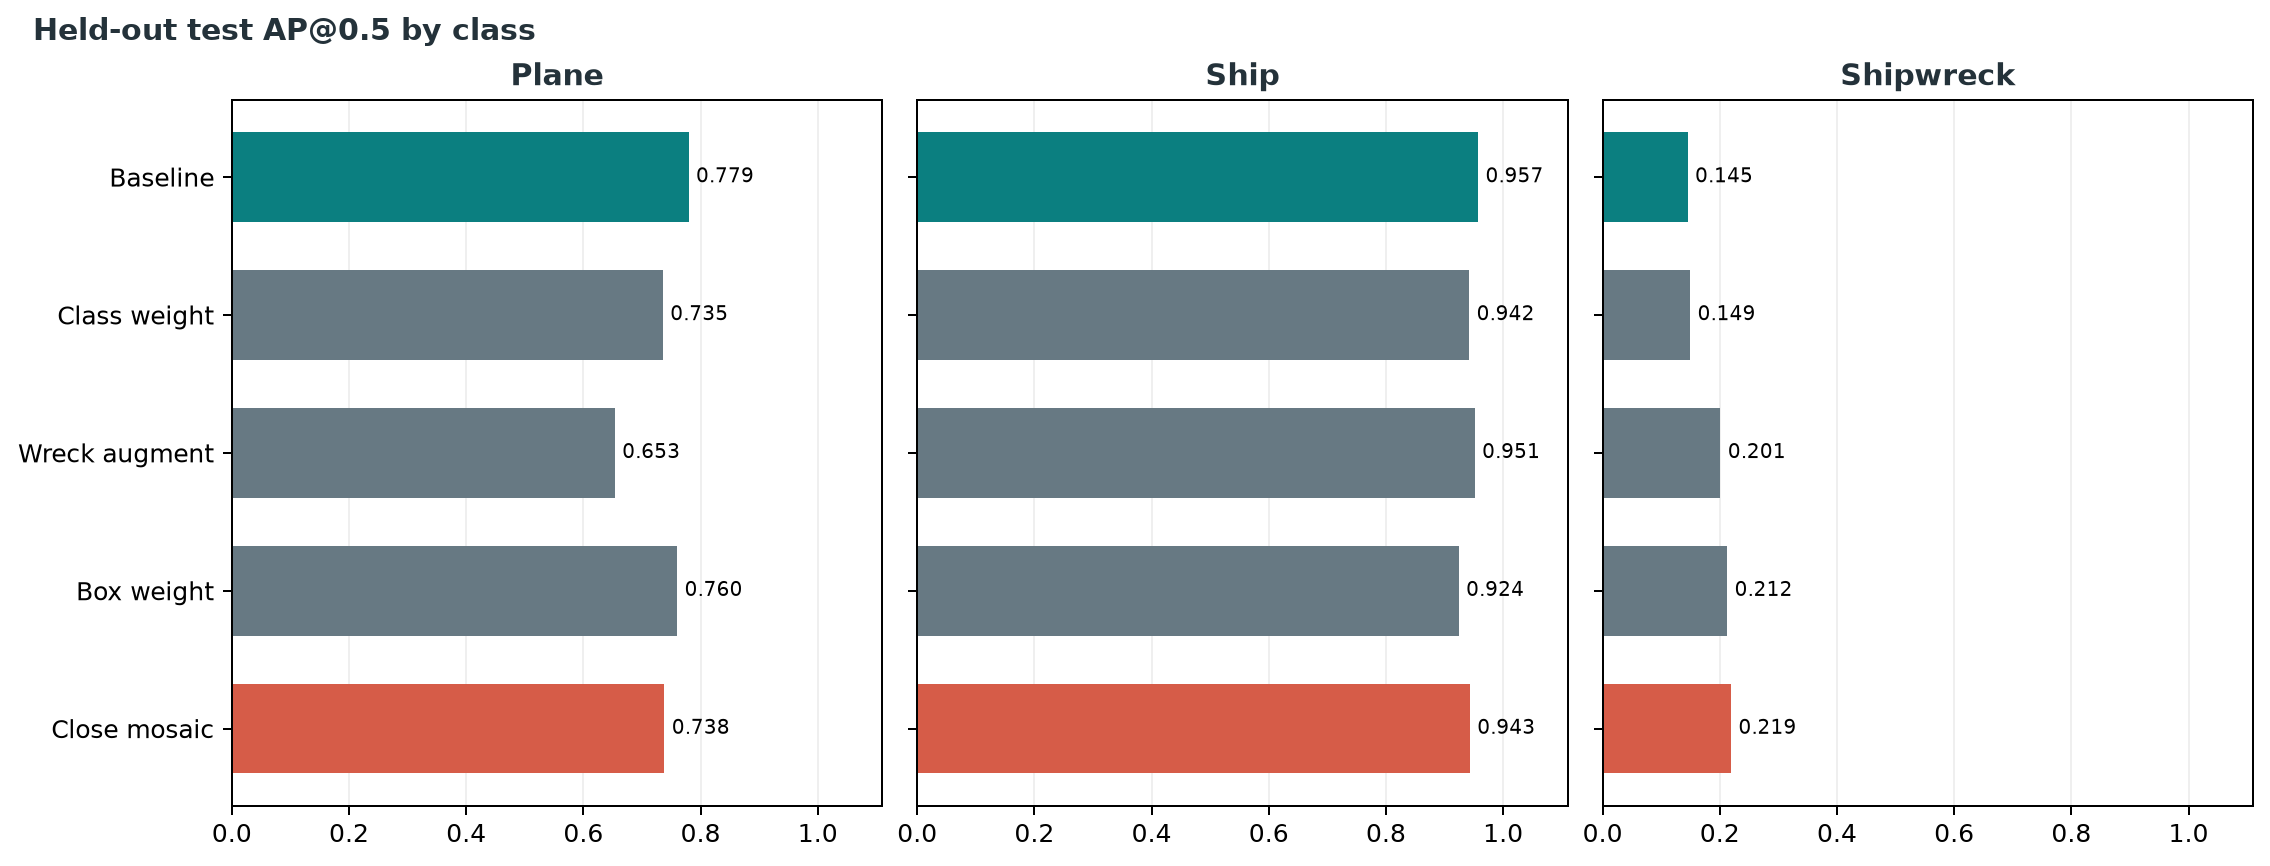 Held-out test AP@0.5 by class
Plane
Baseline
0.779
Class weight
0.735
Wreck augment
0.653
Box weight
0.760
Close mosaic
0.738
0.0 0.2 0.4 0.6 0.8 1.0
Ship
0.957
0.942
0.951
0.924
0.943
0.0 0.2 0.4 0.6 0.8 1.0
Shipwreck
0.145
0.149
0.201
0.212
0.219
0.0 0.2 0.4 0.6 0.8 1.0